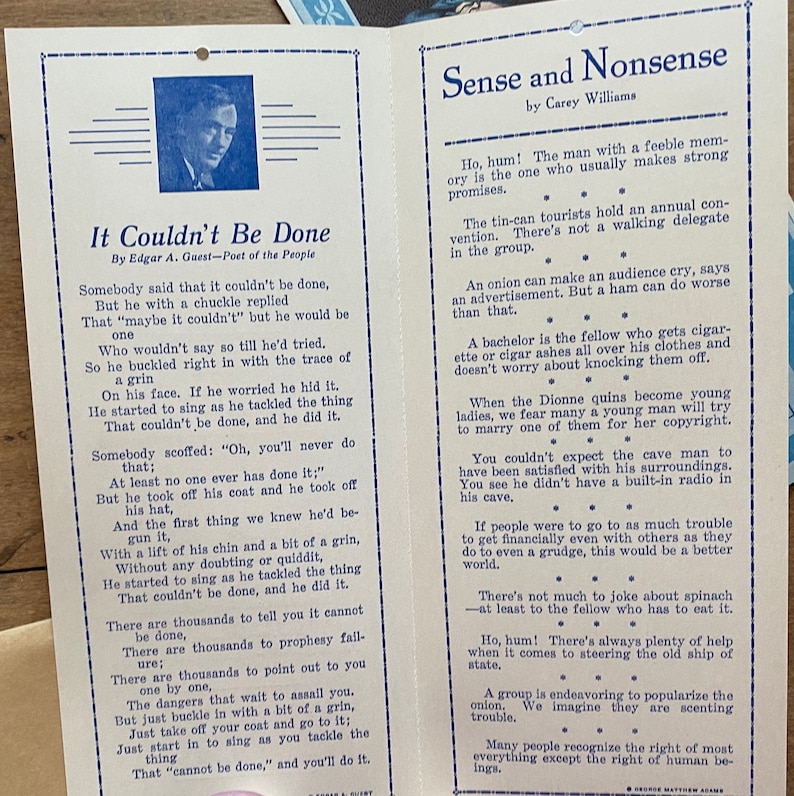 It Couldn't Be Done
By Edgar A. Guest—Poet of the People
Somebody said that it couldn't be done,
But he with a chuckle replied
That "maybe it couldn't" but he would be
one
Who wouldn't say so till he'd tried.
So he buckled right in with the trace of
a grin
On his face. If he worried he hid it.
He started to sing as he tackled the thing
That couldn't be done, and he did it.
Somebody scoffed: "Oh, you'll never do
that;
At least no one ever has done it;"
But he took off his coat and he took off
his hat,
And the first thing we knew he'd be-
gun it,
With a lift of his chin and a bit of a grin,
Without any doubting or quiddit,
He started to sing as he tackled the thing
That couldn't be done, and he did it.
There are thousands to tell you it cannot
be done,
There are thousands to prophesy fail-
ure;
There are thousands to point out to you
one by one,
The dangers that wait to assail you.
But just buckle in with a bit of a grin,
Just take off your coat and go to it;
Just start in to sing as you tackle the
thing
That "cannot be done," and you'll do it.
EDGAR A. GUEST
Sense and Nonsense
by Carey Williams
Ho, hum! The man with a feeble mem-
ory is the one who usually makes strong
promises.
* * *
The tin-can tourists hold an annual con-
vention. There's not a walking delegate
in the group.
* * *
An onion can make an audience cry, says
an advertisement. But a ham can do worse
than that.
* * *
A bachelor is the fellow who gets cigar-
ette or cigar ashes all over his clothes and
doesn't worry about knocking them off.
* * *
When the Dionne quins become young
ladies, we fear many a young man will try
to marry one of them for her copyright.
* * *
You couldn't expect the cave man to
have been satisfied with his surroundings.
You see he didn't have a built-in radio in
his cave.
* * *
If people were to go to as much trouble
to get financially even with others as they
do to even a grudge, this would be a better
world.
* * *
There's not much to joke about spinach
—at least to the fellow who has to eat it.
* * *
Ho, hum! There's always plenty of help
when it comes to steering the old ship of
state.
* * *
A group is endeavoring to popularize the
onion. We imagine they are scenting
trouble.
* * *
Many people recognize the right of most
everything except the right of human be-
ings.
© GEORGE MATTHEW ADAMS